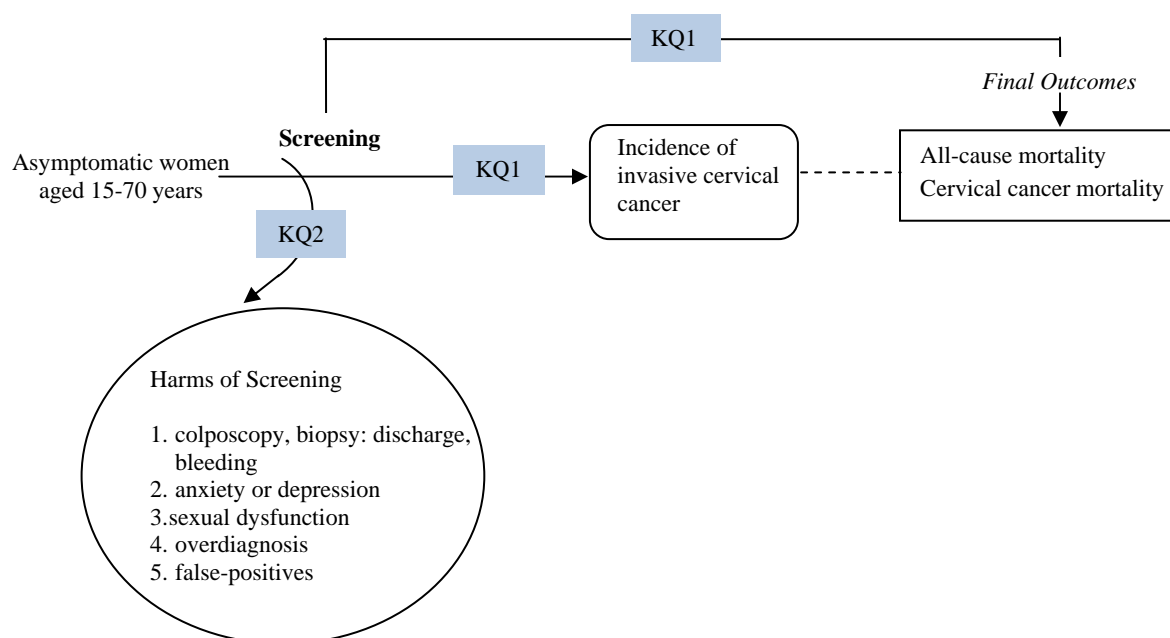 KQ1
Final Outcomes
Screening
Asymptomatic women
aged 15-70 years
KQ1
Incidence of
invasive cervical
cancer
All-cause mortality
Cervical cancer mortality
KQ2
Harms of Screening
1. colposcopy, biopsy: discharge,
bleeding
2. anxiety or depression
3.sexual dysfunction
4. overdiagnosis
5. false-positives